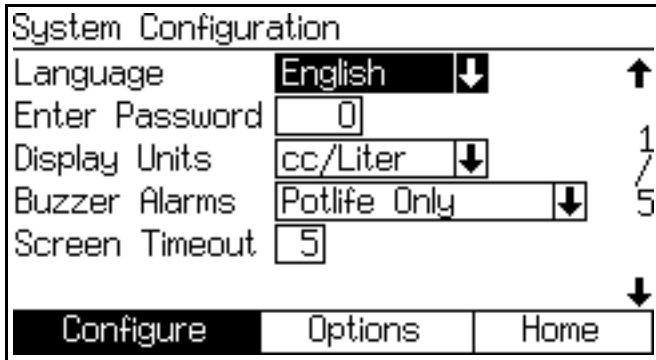 System Configuration
Language English
Enter Password 0
Display Units cc/Liter
Buzzer Alarms Potlife Only
Screen Timeout 5
1/5
Configure Options Home